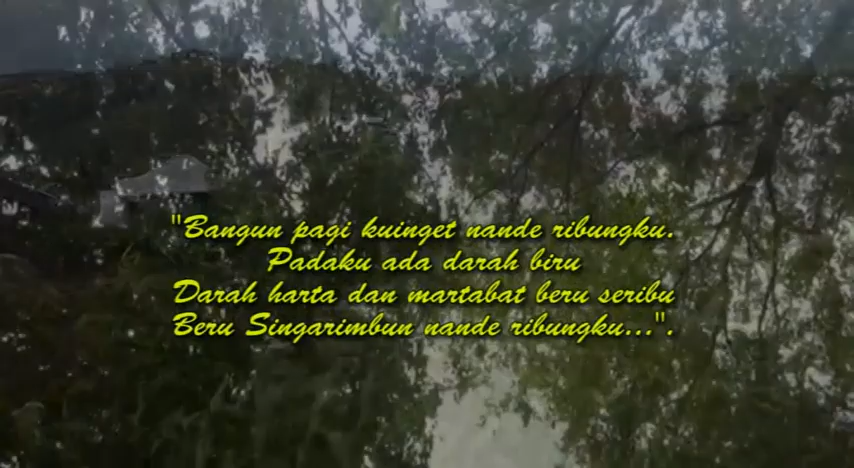 "Bangun pagi kuinget nande ribungku.
Padaku ada darah biru
Darah harta dan martabat beru seribu
Beru Singarimbun nande ribungku...".